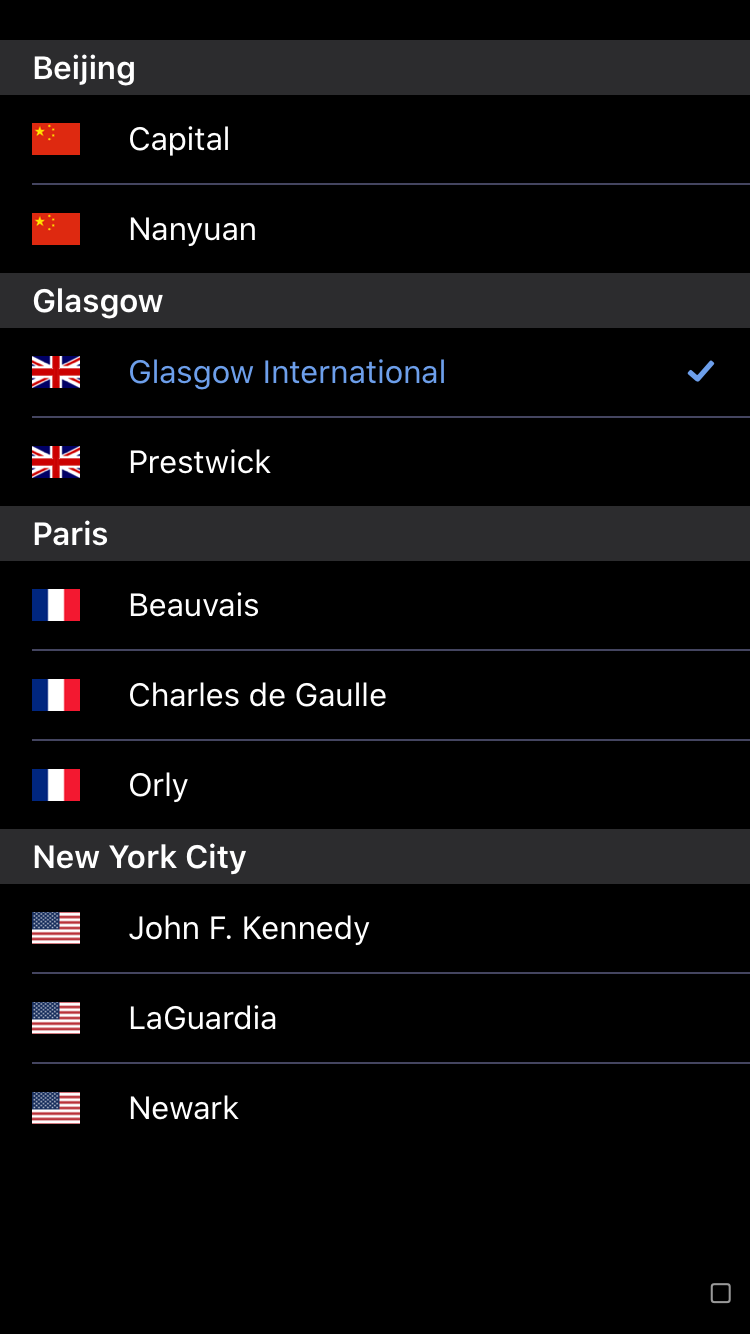 Beijing
Capital
Nanyuan
Glasgow
Glasgow International
Prestwick
Paris
Beauvais
Charles de Gaulle
Orly
New York City
John F. Kennedy
LaGuardia
Newark